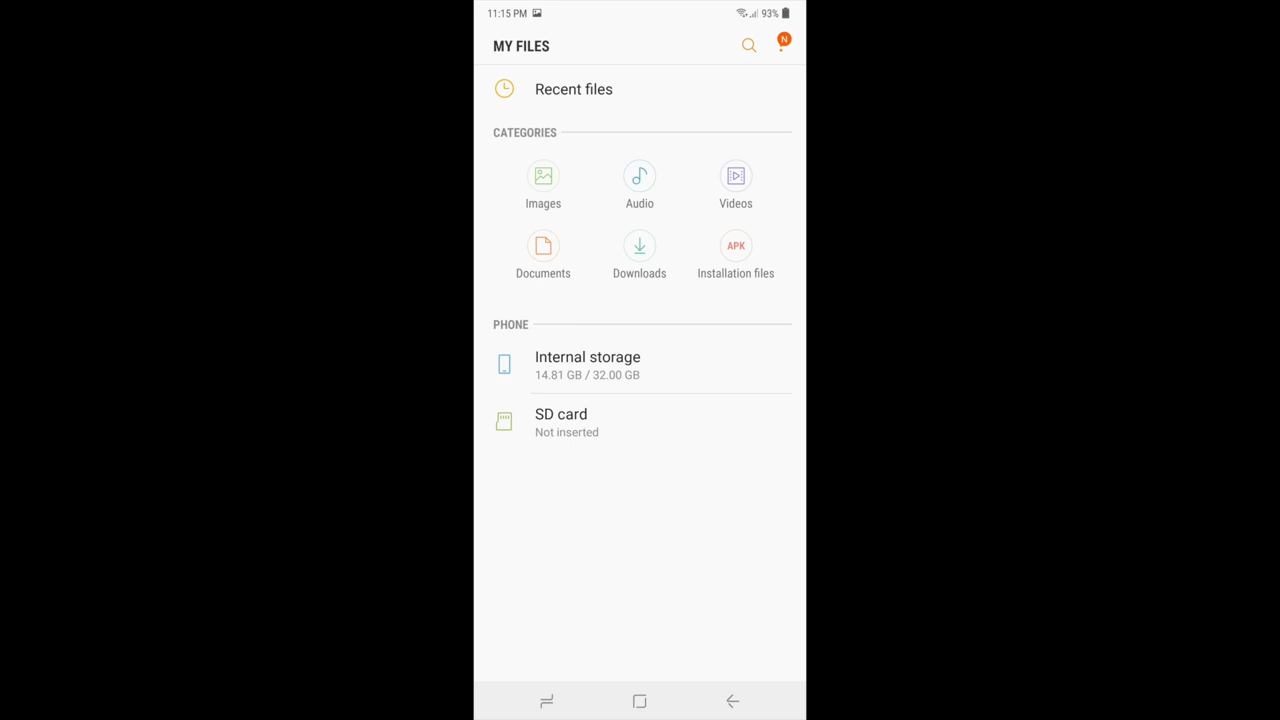 11:15 PM 93%
MY FILES N
Recent files
CATEGORIES
Images Audio Videos
APK
Documents Downloads Installation files
PHONE
Internal storage
14.81 GB / 32.00 GB
SD card
Not inserted